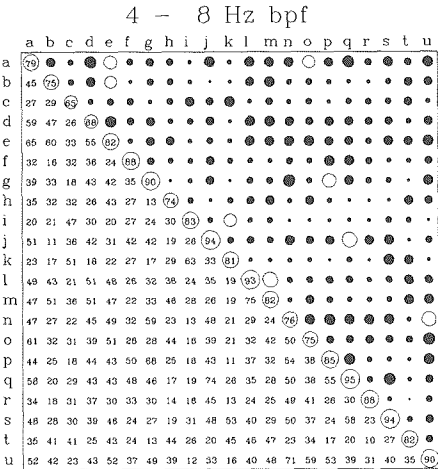 4 - 8 Hz bpf
a b c d e f g h i j k l m n o p q r s t u
a 79
b 45 75
c 27 29 65
d 59 47 26 88
e 65 60 33 55 82
f 32 16 32 36 24 88
g 39 33 18 43 42 35 90
h 35 32 32 26 43 27 13 74
i 20 21 47 30 20 27 24 30 83
j 51 11 36 42 31 42 42 19 26 94
k 23 17 51 18 22 27 17 29 63 33 81
l 49 43 21 51 48 26 32 36 24 35 19 93
m 47 51 36 51 47 22 33 46 28 26 19 75 82
n 47 27 22 45 49 32 59 23 13 48 21 29 24 76
o 61 32 31 39 51 26 28 44 16 39 21 32 42 50 75
p 44 25 18 44 43 50 68 25 18 43 11 37 32 54 38 85
q 56 20 29 43 43 48 46 17 19 74 26 35 28 50 38 55 95
r 34 18 31 37 30 33 30 14 16 45 13 24 25 49 41 26 30 88
s 46 28 30 39 46 24 27 19 31 48 53 40 29 50 37 24 58 23 94
t 35 41 41 25 43 24 13 44 26 20 45 46 47 23 34 17 20 10 27 82
u 52 42 23 43 52 37 49 39 12 33 16 40 48 71 59 53 39 31 40 35 90